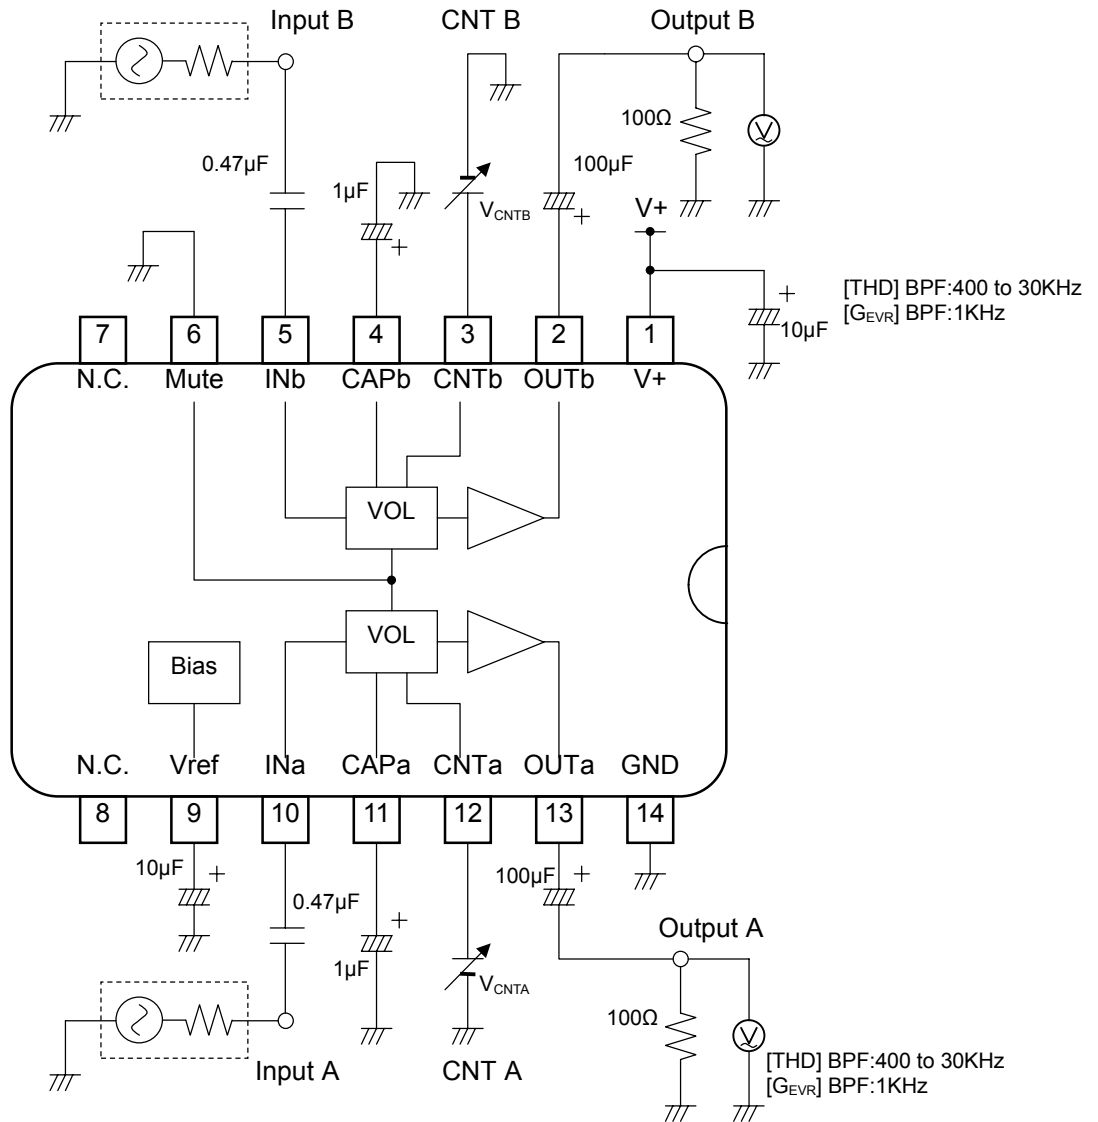 Input B
CNT B
Output B
100Ω
V
0.47µF
1µF
+
VCNTB
100µF
+
V+
+
10µF
[THD] BPF:400 to 30KHz
[GEVR] BPF:1KHz
7
6
5
4
3
2
1
N.C.
Mute
INb
CAPb
CNTb
OUTb
V+
VOL
VOL
Bias
N.C.
Vref
INa
CAPa
CNTa
OUTa
GND
8
9
10
11
12
13
14
10µF
+
0.47µF
+
1µF
VCNTA
100µF
+
Output A
100Ω
V
[THD] BPF:400 to 30KHz
[GEVR] BPF:1KHz
Input A
CNT A